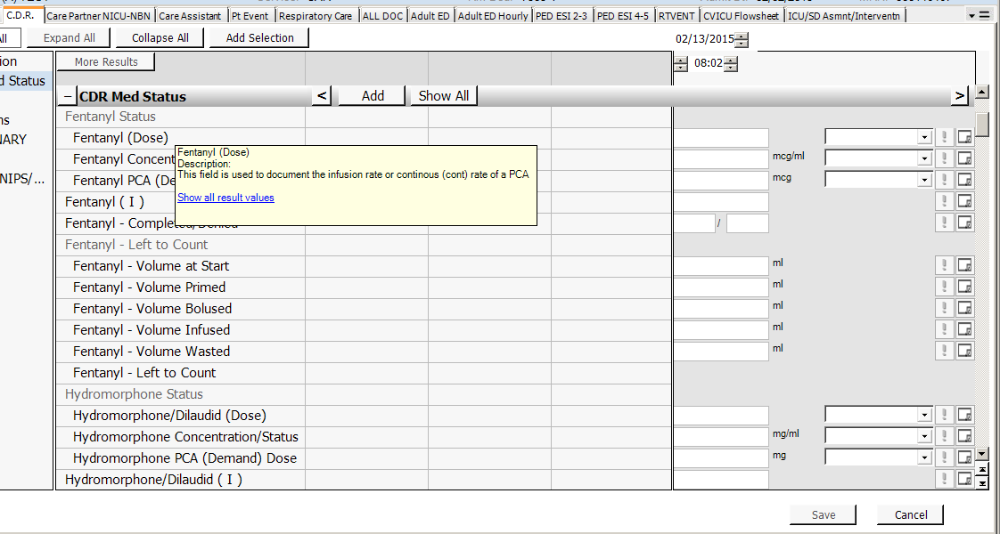 C.D.R. Care Partner NICU-NBN Care Assistant Pt Event Respiratory Care ALL DOC Adult ED Adult ED Hourly PED ESI 2-3 PED ESI 4-5 RTVENT CVICU Flowsheet ICU/SD Asmnt/Interventn
Expand All Collapse All Add Selection 02/13/2015
More Results 08:02
d Status
− CDR Med Status < Add Show All >
Fentanyl Status
Fentanyl (Dose)
NARY
Fentanyl (Dose)
Description:
This field is used to document the infusion rate or continous (cont) rate of a PCA
Show all result values
Fentanyl Concent mcg/ml
NIPS/... Fentanyl PCA (De mcg
Fentanyl ( I )
Fentanyl - Completed/Denied /
Fentanyl - Left to Count
Fentanyl - Volume at Start ml
Fentanyl - Volume Primed ml
Fentanyl - Volume Bolused ml
Fentanyl - Volume Infused ml
Fentanyl - Volume Wasted ml
Fentanyl - Left to Count
Hydromorphone Status
Hydromorphone/Dilaudid (Dose)
Hydromorphone Concentration/Status mg/ml
Hydromorphone PCA (Demand) Dose mg
Hydromorphone/Dilaudid ( I )
Save Cancel